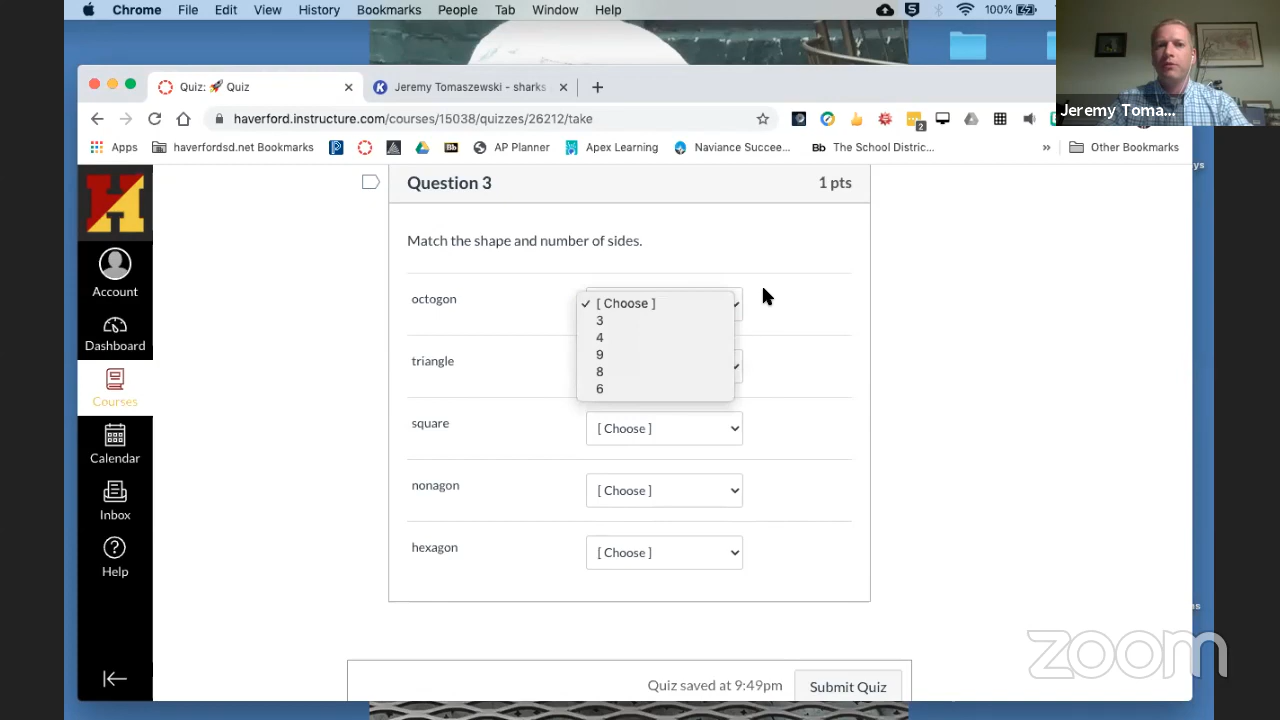 Chrome File Edit View History Bookmarks People Tab Window Help 100%
Jeremy Toma...
Quiz: 🚀 Quiz
Jeremy Tomaszewski - sharks
haverford.instructure.com/courses/15038/quizzes/26212/take
2
Apps haverfordsd.net Bookmarks AP Planner Apex Learning Naviance Succee... Bb The School Distric... » Other Bookmarks
Bb
H
Account
Dashboard
Courses
Calendar
Inbox
Help
Question 3 1 pts
Match the shape and number of sides.
octogon
✓ [ Choose ]
3
4
9
8
6
triangle
square [ Choose ]
nonagon [ Choose ]
hexagon [ Choose ]
Quiz saved at 9:49pm Submit Quiz
zoom